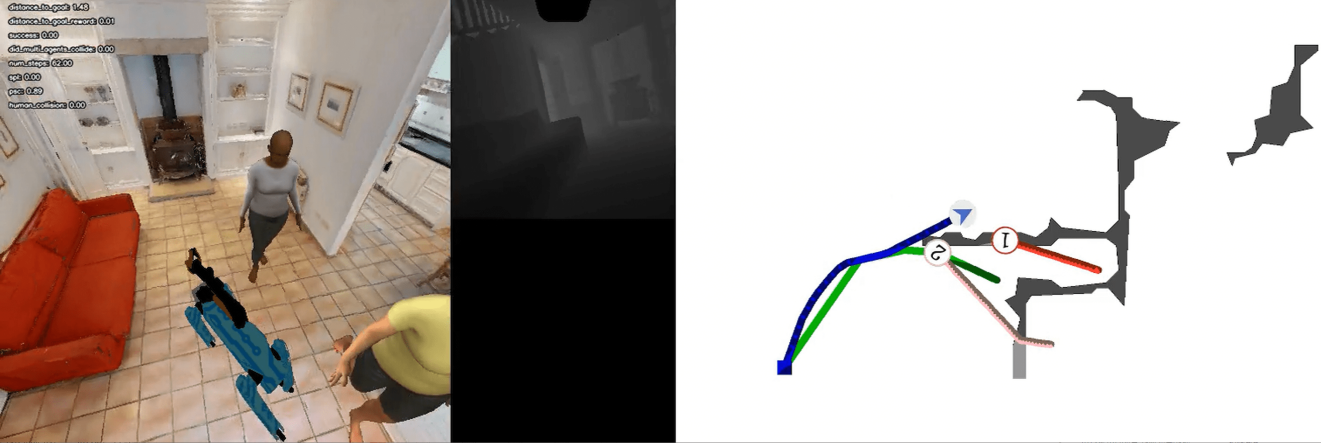 distance_to_goal: 1.48
distance_to_goal_reward: 0.01
success: 0.00
did_multi_agents_collide: 0.00
num_steps: 62.00
spl: 0.00
psc: 0.89
human_collision: 0.00
1
2